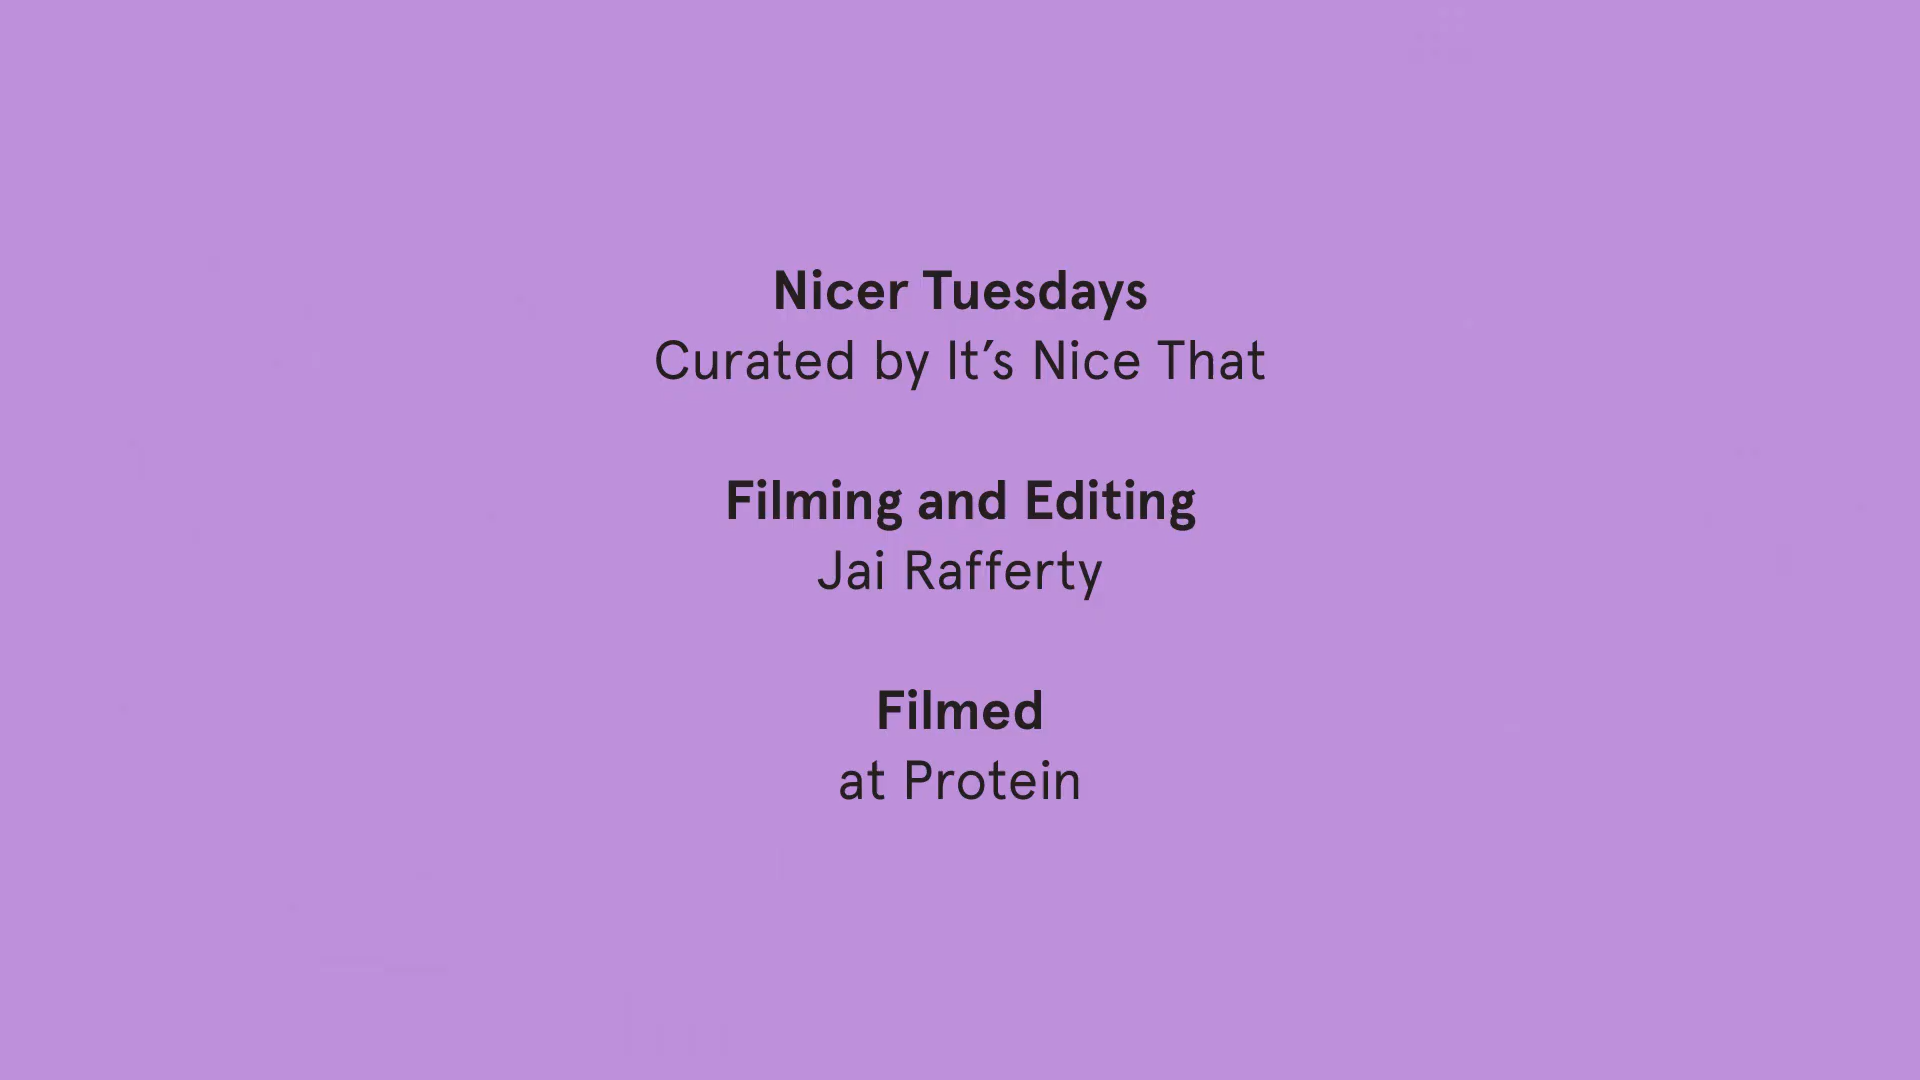 Nicer Tuesdays
Curated by It’s Nice That
Filming and Editing
Jai Rafferty
Filmed
at Protein